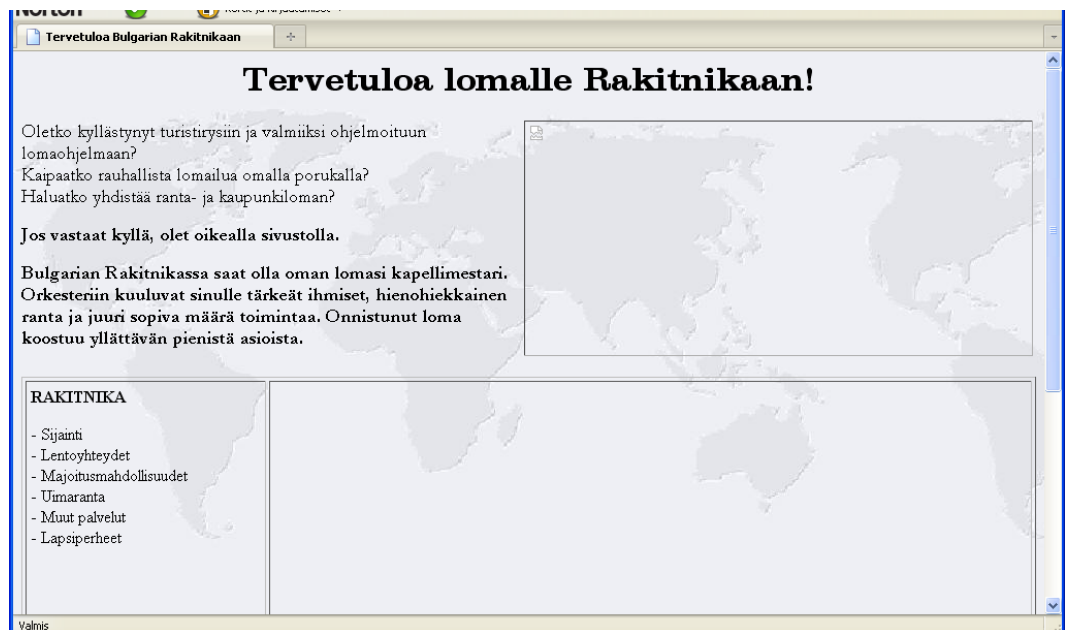 Norton
Tervetuloa Bulgarian Rakitnikaan
Tervetuloa lomalle Rakitnikaan!
Oletko kyllästynyt turistirysiin ja valmiiksi ohjelmoituun
lomaohjelmaan?
Kaipaatko rauhallista lomailua omalla porukalla?
Haluatko yhdistää ranta- ja kaupunkiloman?
Jos vastaat kyllä, olet oikealla sivustolla.
Bulgarian Rakitnikassa saat olla oman lomasi kapellimestari.
Orkesteriin kuuluvat sinulle tärkeät ihmiset, hienohiekkainen
ranta ja juuri sopiva määrä toimintaa. Onnistunut loma
koostuu yllättävän pienistä asioista.
RAKITNIKA
- Sijainti
- Lentoyhteydet
- Majoitusmahdollisuudet
- Uimaranta
- Muut palvelut
- Lapsiperheet
Valmis